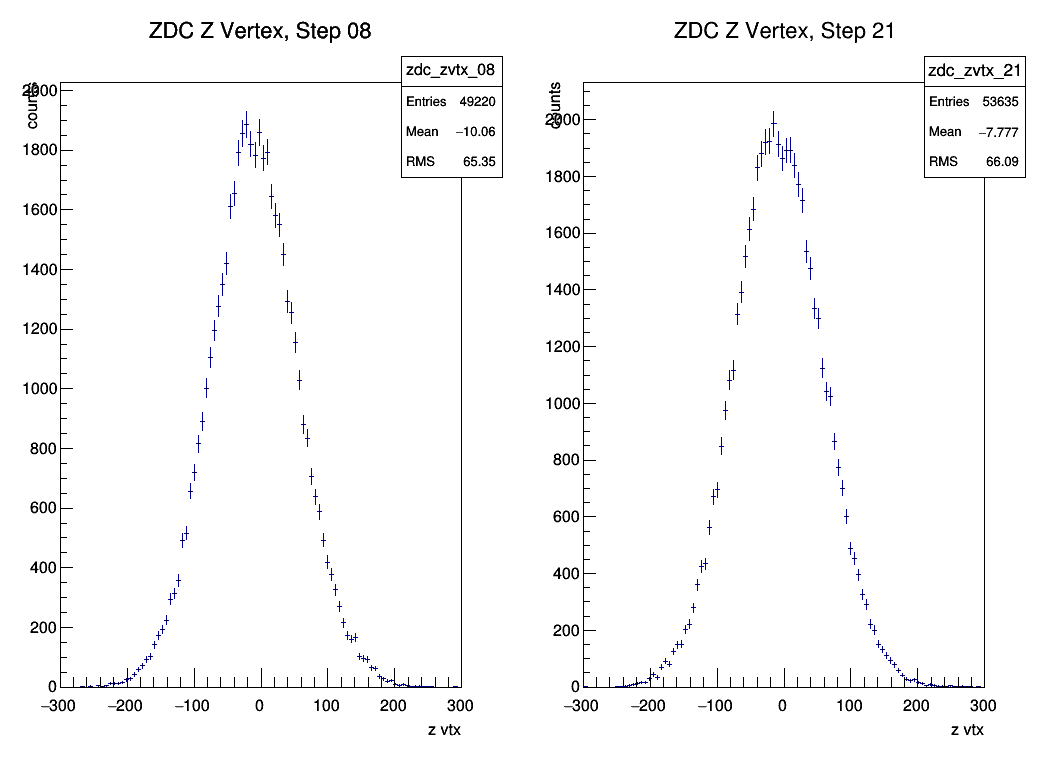 ZDC Z Vertex, Step 08
zdc_zvtx_08
Entries 49220
Mean −10.06
RMS 65.35
counts
2000
1800
1600
1400
1200
1000
800
600
400
200
0
−300 −200 −100 0 100 200 300
z vtx
ZDC Z Vertex, Step 21
zdc_zvtx_21
Entries 53635
Mean −7.777
RMS 66.09
counts
2000
1800
1600
1400
1200
1000
800
600
400
200
0
−300 −200 −100 0 100 200 300
z vtx